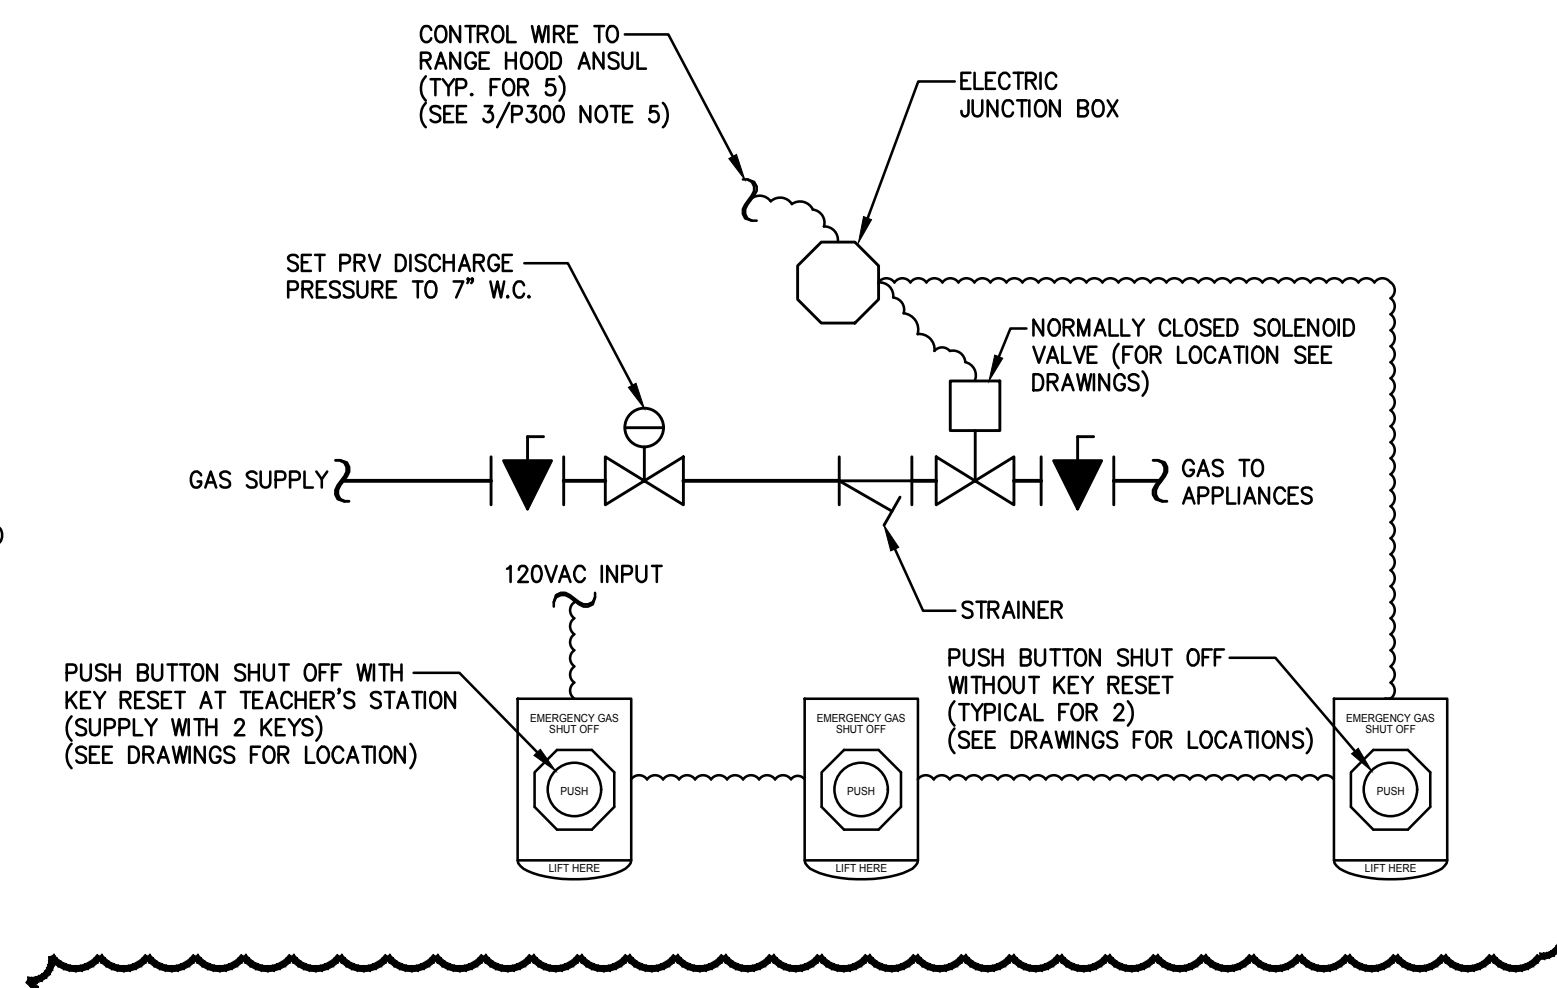 CONTROL WIRE TO
RANGE HOOD ANSUL
(TYP. FOR 5)
(SEE 3/P300 NOTE 5)
ELECTRIC
JUNCTION BOX
SET PRV DISCHARGE
PRESSURE TO 7" W.C.
NORMALLY CLOSED SOLENOID
VALVE (FOR LOCATION SEE
DRAWINGS)
GAS SUPPLY
GAS TO
APPLIANCES
120VAC INPUT
STRAINER
PUSH BUTTON SHUT OFF WITH
KEY RESET AT TEACHER'S STATION
(SUPPLY WITH 2 KEYS)
(SEE DRAWINGS FOR LOCATION)
PUSH BUTTON SHUT OFF
WITHOUT KEY RESET
(TYPICAL FOR 2)
(SEE DRAWINGS FOR LOCATIONS)
EMERGENCY GAS
SHUT OFF
PUSH
LIFT HERE
EMERGENCY GAS
SHUT OFF
PUSH
LIFT HERE
EMERGENCY GAS
SHUT OFF
PUSH
LIFT HERE